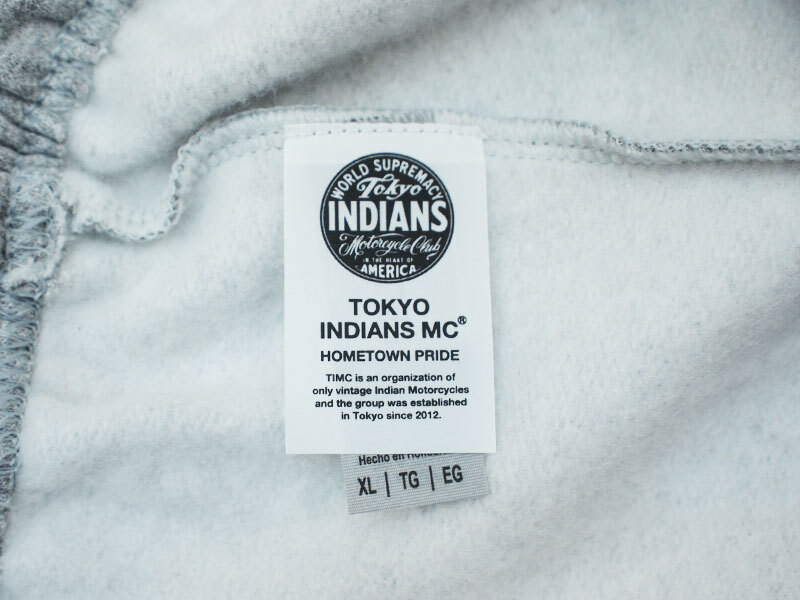 WORLD SUPREMACY
Tokyo
INDIANS
Motorcycle Club
IN THE HEART OF
AMERICA
TOKYO
INDIANS MC®
HOMETOWN PRIDE
TIMC is an organization of
only vintage Indian Motorcycles
and the group was established
in Tokyo since 2012.
Hecho en
XL | TG | EG